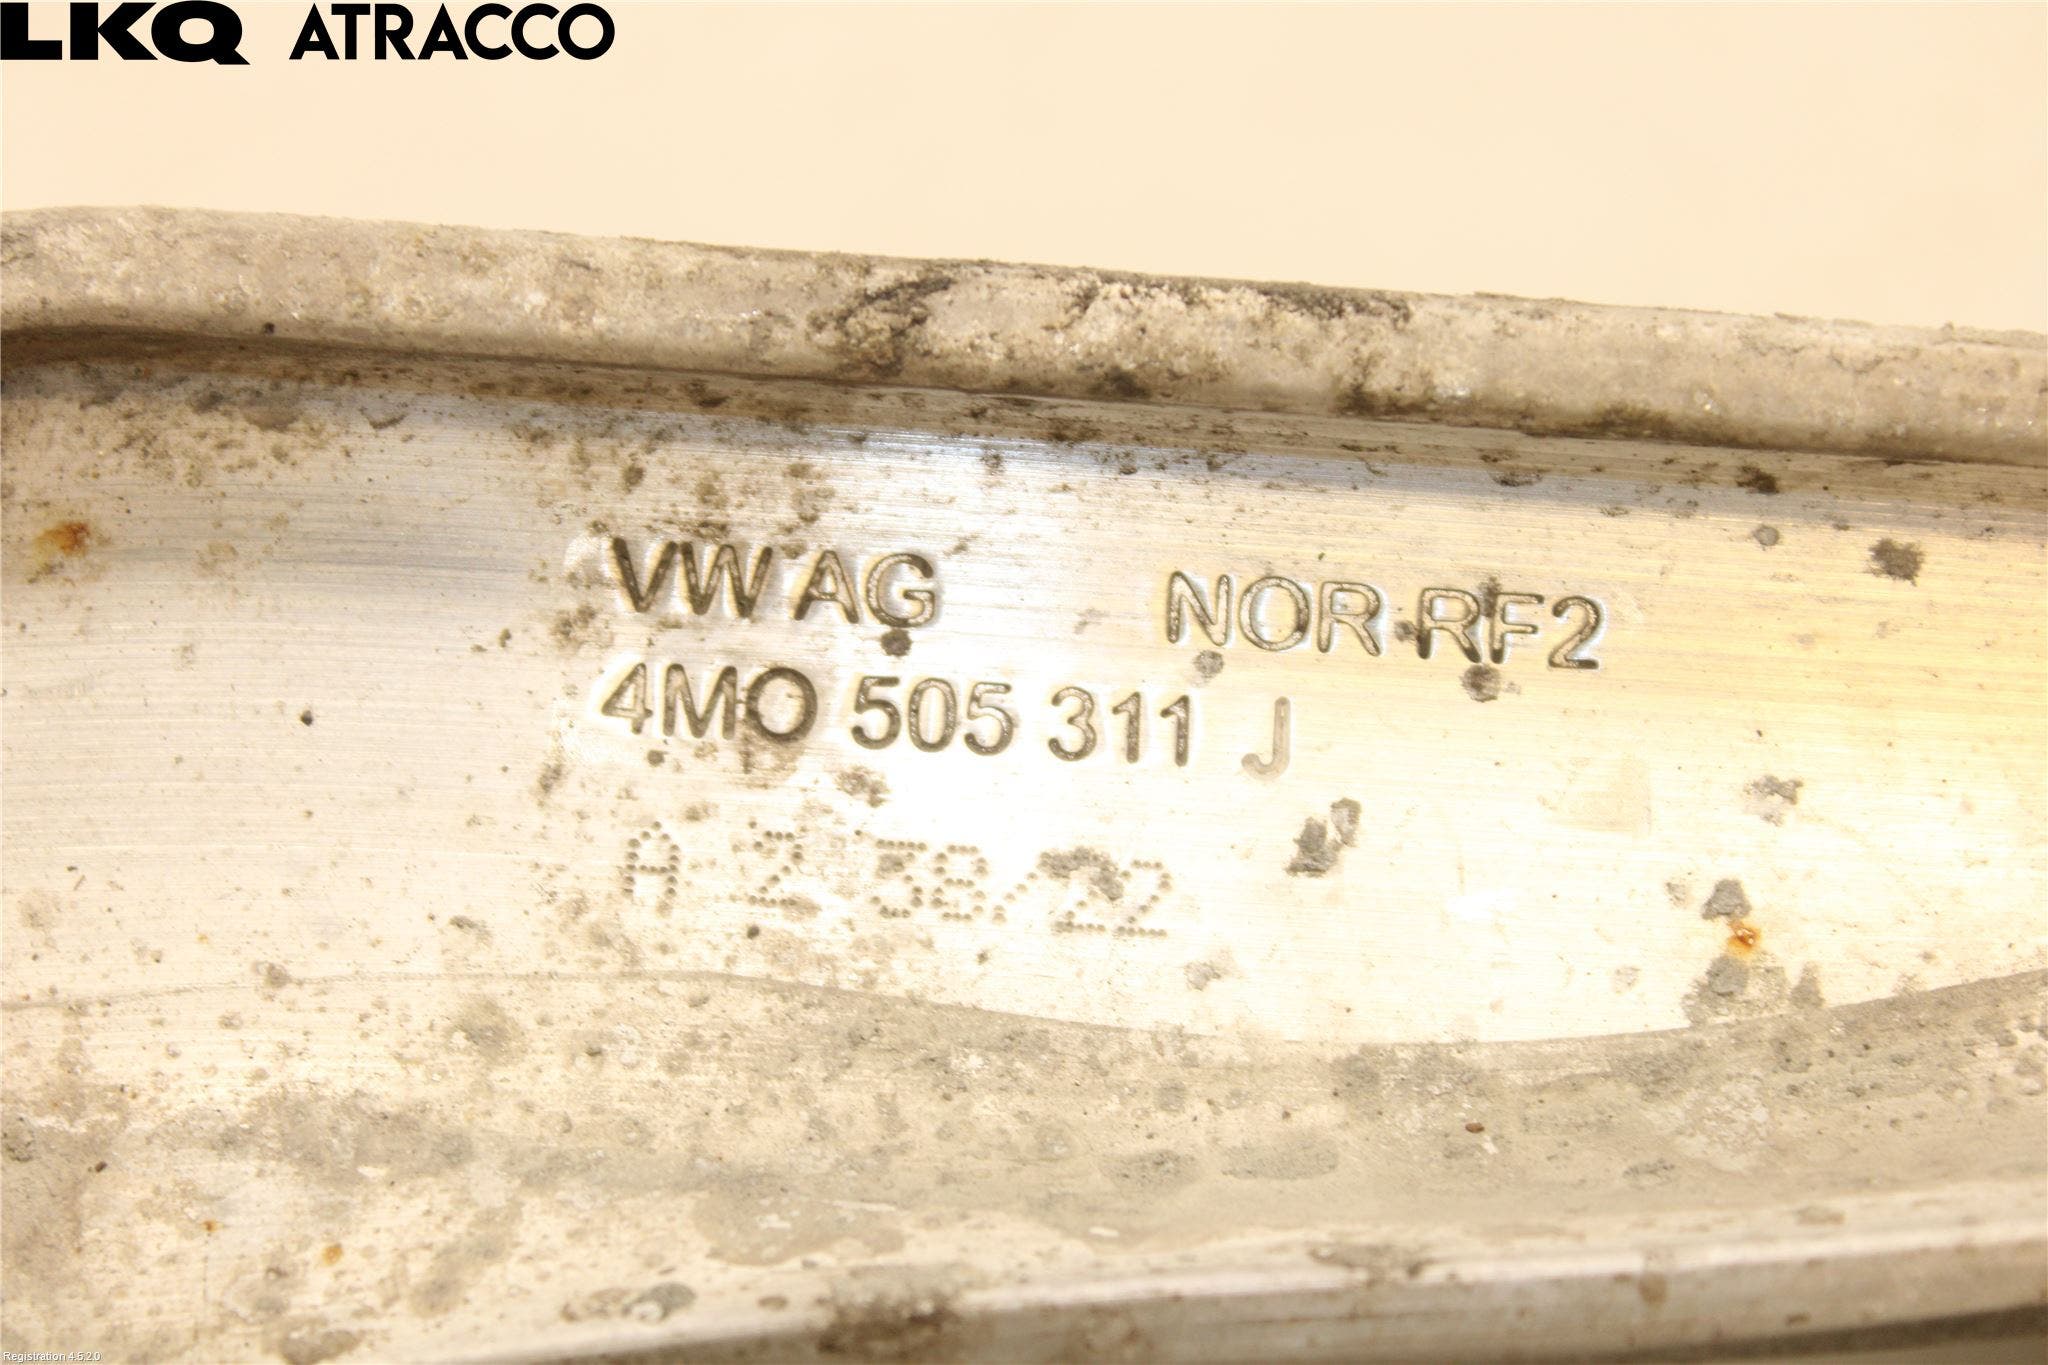 LKQ ATRACCO
VW AG NOR RF2
4M0 505 311 J
A 2 38/22
Registration 4.5.2.0